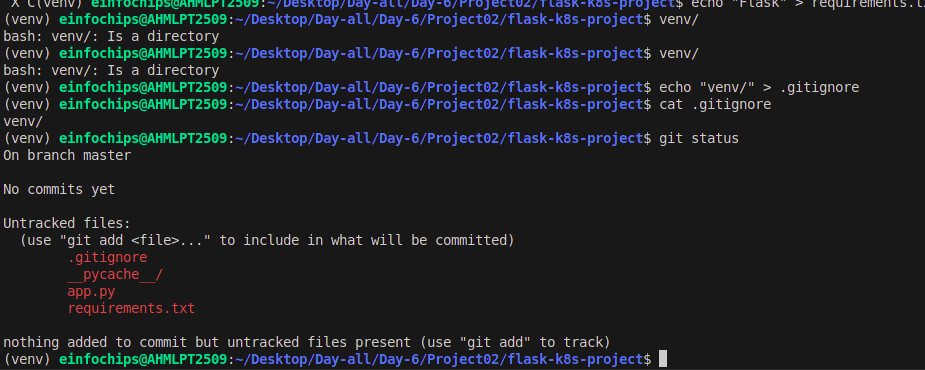 X C(venv) einfochips@AHMLPT2509:~/Desktop/Day-all/Day-6/Project02/flask-k8s-project$ echo "Flask" > requirements.t
(venv) einfochips@AHMLPT2509:~/Desktop/Day-all/Day-6/Project02/flask-k8s-project$ venv/
bash: venv/: Is a directory
(venv) einfochips@AHMLPT2509:~/Desktop/Day-all/Day-6/Project02/flask-k8s-project$ venv/
bash: venv/: Is a directory
(venv) einfochips@AHMLPT2509:~/Desktop/Day-all/Day-6/Project02/flask-k8s-project$ echo "venv/" > .gitignore
(venv) einfochips@AHMLPT2509:~/Desktop/Day-all/Day-6/Project02/flask-k8s-project$ cat .gitignore
venv/
(venv) einfochips@AHMLPT2509:~/Desktop/Day-all/Day-6/Project02/flask-k8s-project$ git status
On branch master
No commits yet
Untracked files:
(use "git add <file>..." to include in what will be committed)
.gitignore
__pycache__/
app.py
requirements.txt
nothing added to commit but untracked files present (use "git add" to track)
(venv) einfochips@AHMLPT2509:~/Desktop/Day-all/Day-6/Project02/flask-k8s-project$